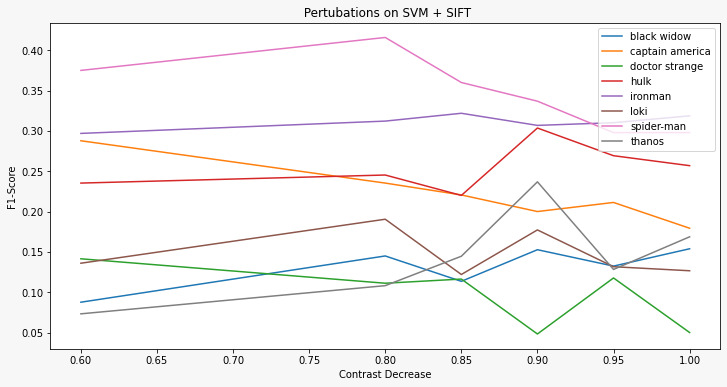 Pertubations on SVM + SIFT
black widow
captain america
doctor strange
hulk
ironman
loki
spider-man
thanos
F1-Score
0.40
0.35
0.30
0.25
0.20
0.15
0.10
0.05
0.60 0.65 0.70 0.75 0.80 0.85 0.90 0.95 1.00
Contrast Decrease